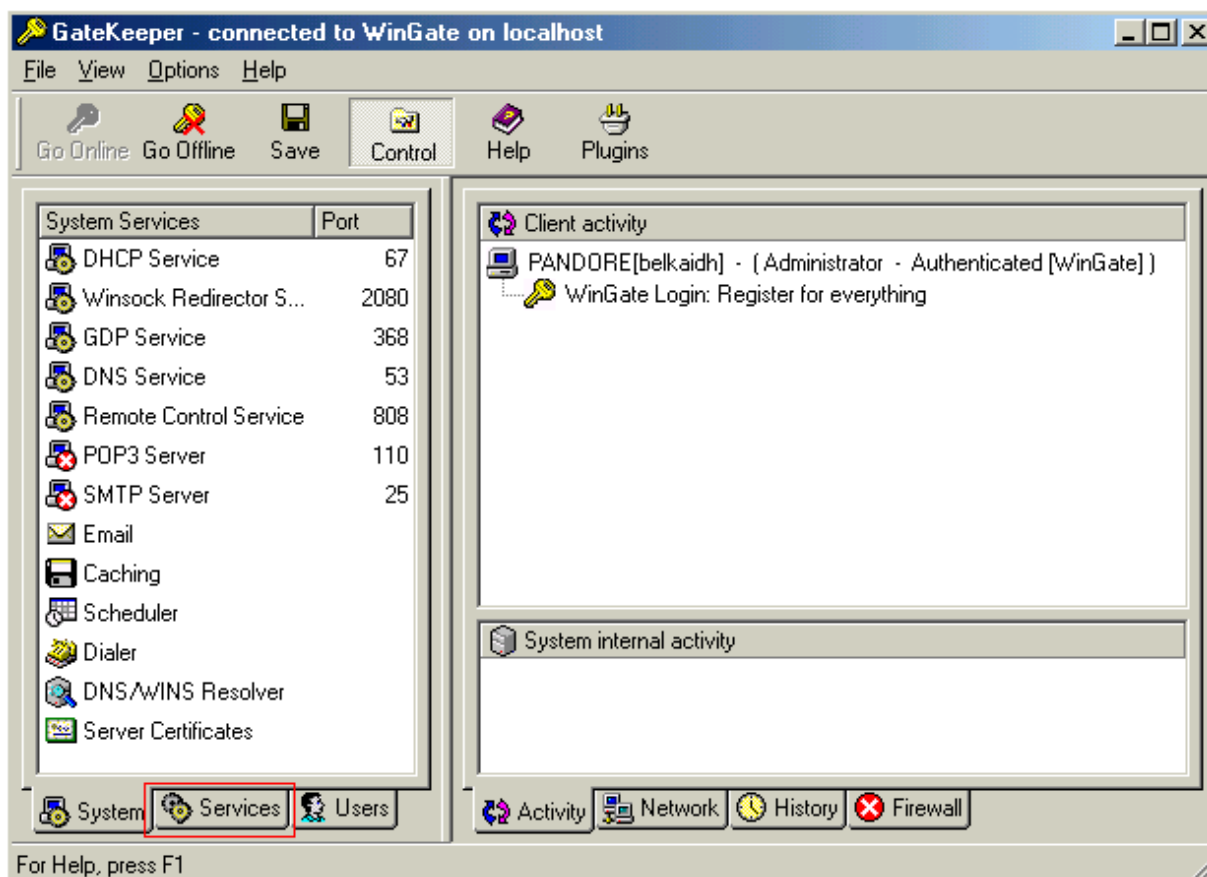 GateKeeper - connected to WinGate on localhost
File View Options Help
Go Online Go Offline Save Control Help Plugins
System Services Port
DHCP Service 67
Winsock Redirector S... 2080
GDP Service 368
DNS Service 53
Remote Control Service 808
POP3 Server 110
SMTP Server 25
Email
Caching
Scheduler
Dialer
DNS/WINS Resolver
Server Certificates
System Services Users
Client activity
PANDORE[belkaidh] - ( Administrator - Authenticated [WinGate] )
WinGate Login: Register for everything
System internal activity
Activity Network History Firewall
For Help, press F1